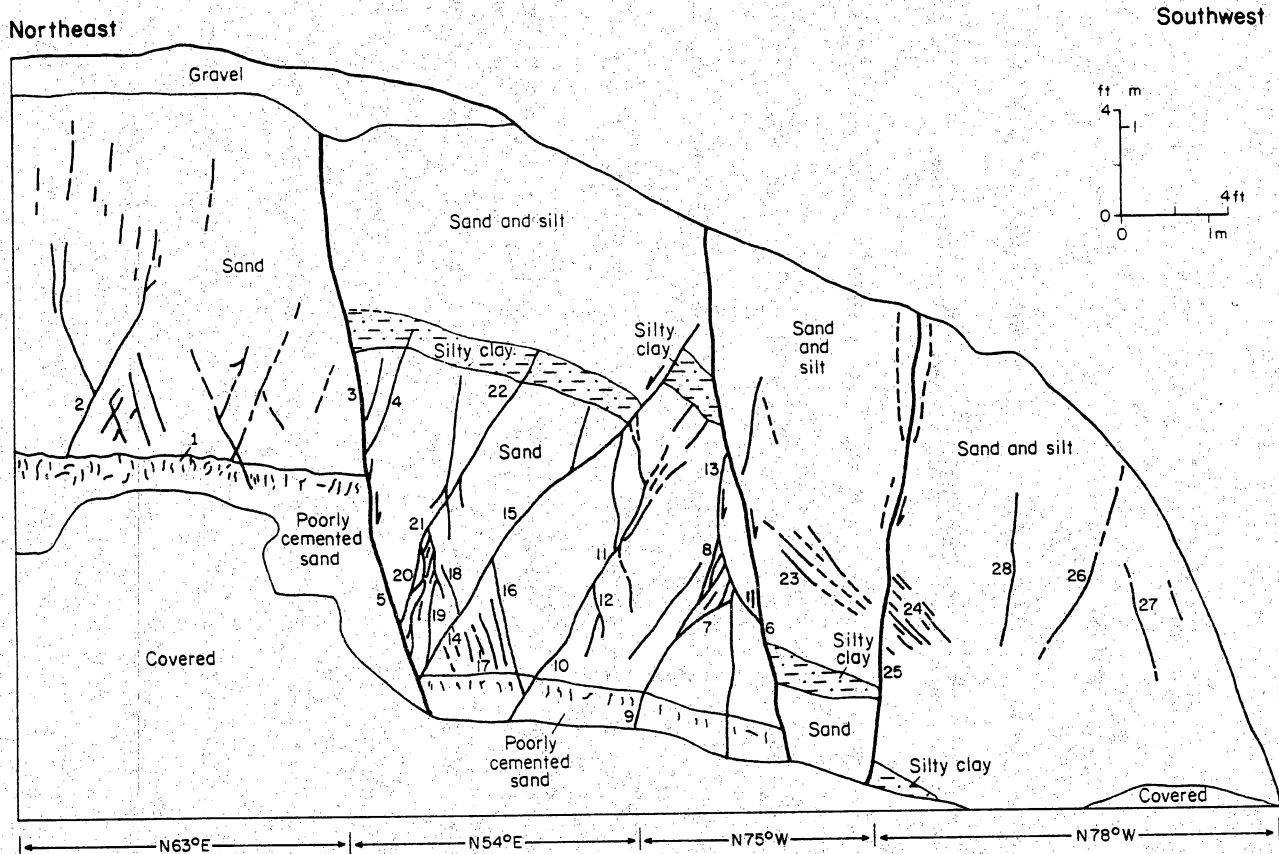 Northeast
Southwest
Gravel
ft m
4
1
0
4 ft
0
1m
Sand and silt
Sand
Silty clay
Silty
clay
Sand
and
silt
2
3
4
22
Sand
1
Sand and silt
13
15
Poorly
cemented
sand
21
11
8
23
28
26
20
18
16
24
27
5
19
12
14
7
6
Silty
clay
Covered
17
10
25
9
Sand
Poorly
cemented
sand
Silty clay
Covered
N63°E
N54°E
N75°W
N78°W